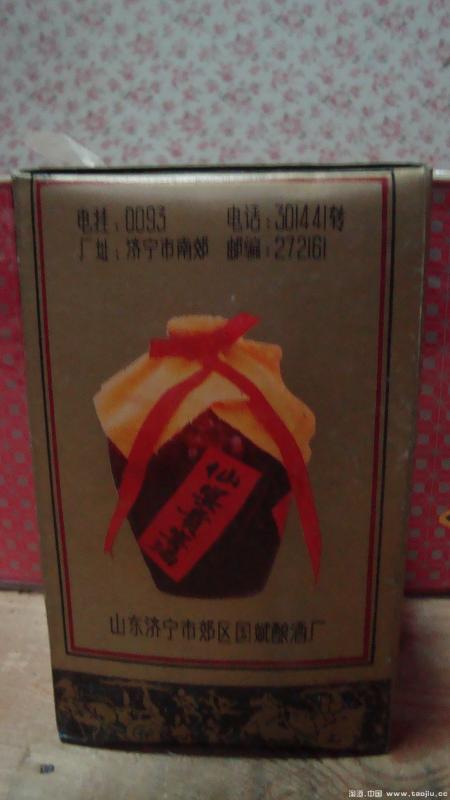 电挂：0093 电话：301441转
厂址：济宁市南郊 邮编：272161
仙
山东济宁市郊区国斌酿酒厂
淘酒.中国 www.taojiu.cc